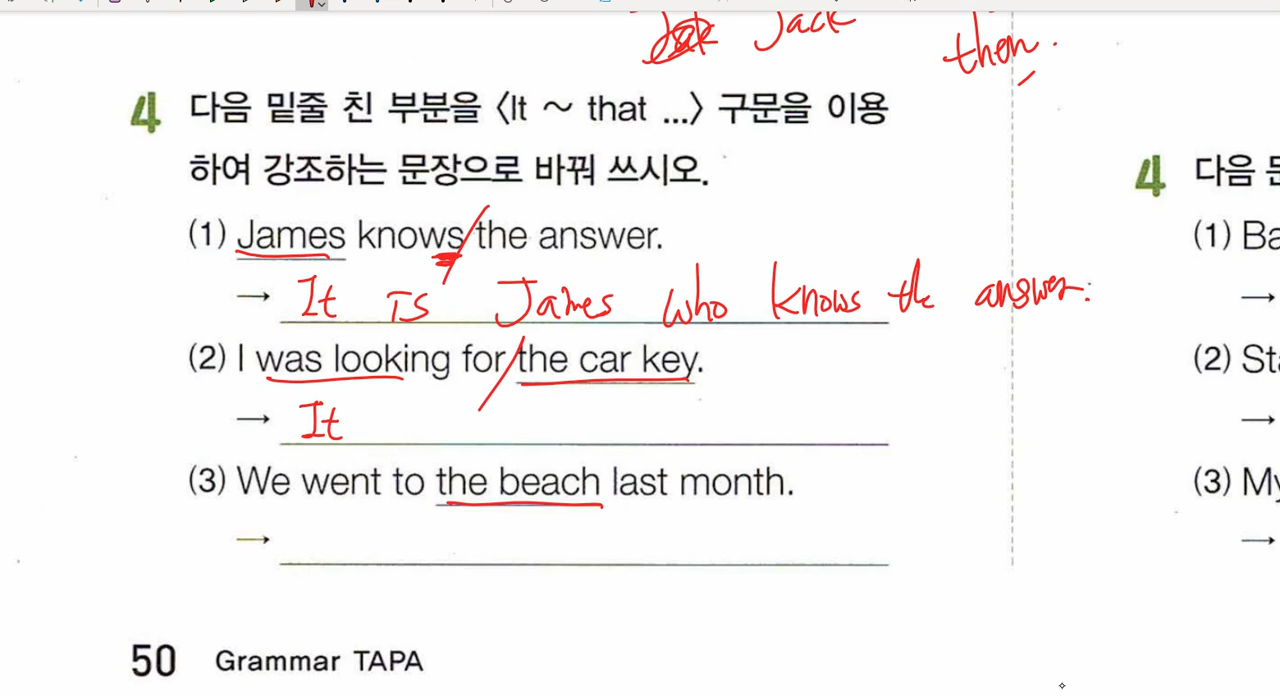 Jack
then.
4 다음 밑줄 친 부분을 〈It ~ that ...〉 구문을 이용
하여 강조하는 문장으로 바꿔 쓰시오.
(1) James knows the answer.
→ It is James who knows the answer.
(2) I was looking for the car key.
→ It
(3) We went to the beach last month.
→
50 Grammar TAPA
4 다음
(1) Ba
→
(2) St
→
(3) My
→